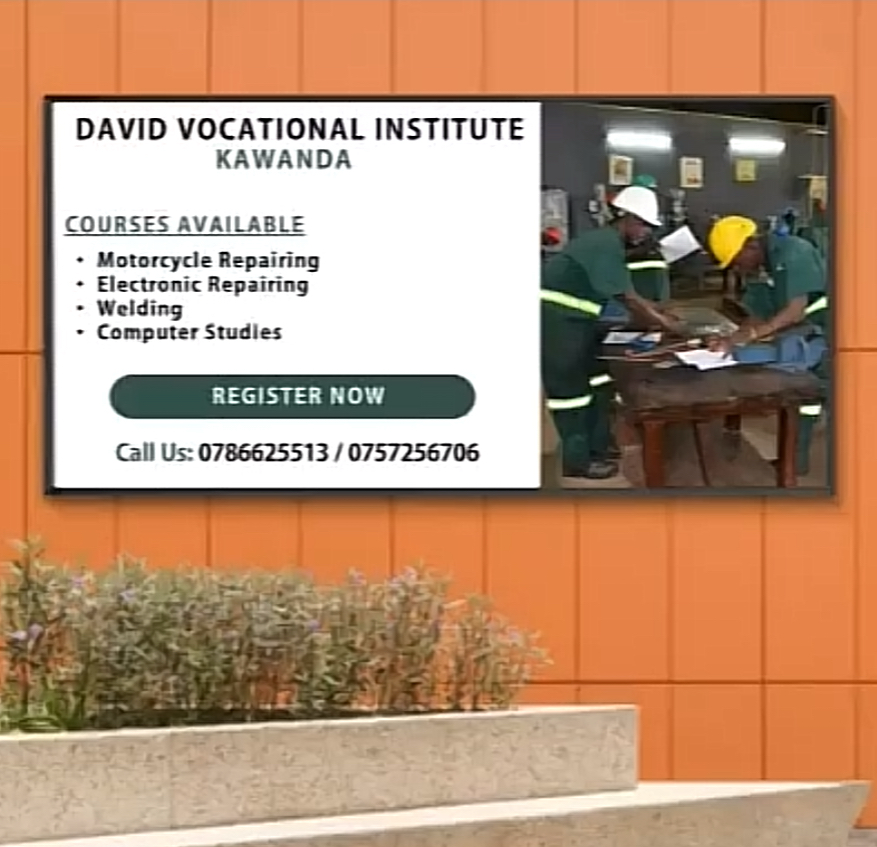 DAVID VOCATIONAL INSTITUTE
KAWANDA
COURSES AVAILABLE
• Motorcycle Repairing
• Electronic Repairing
• Welding
• Computer Studies
REGISTER NOW
Call Us: 0786625513 / 0757256706